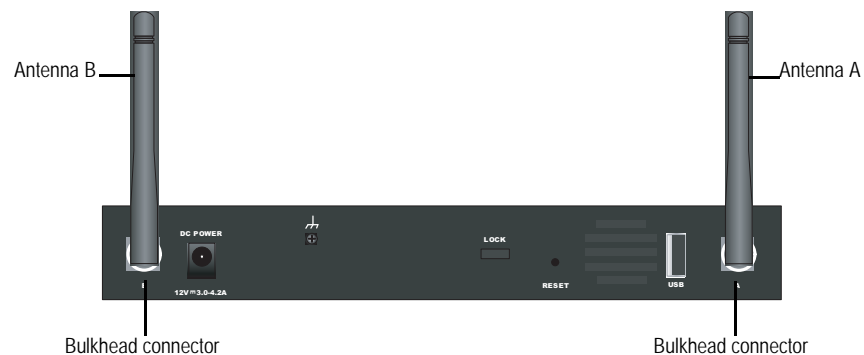 Antenna B
Antenna A
DC POWER
LOCK
12V⎓3.0-4.2A
RESET
USB
Bulkhead connector
Bulkhead connector